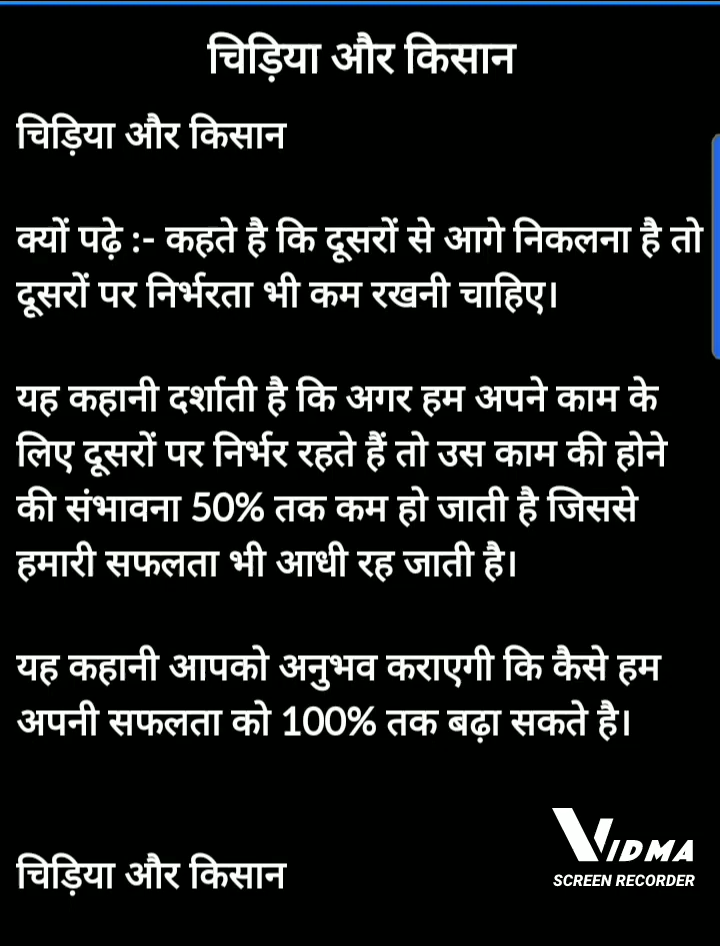 चिड़िया और किसान
चिड़िया और किसान
क्यों पढ़े :- कहते है कि दूसरों से आगे निकलना है तो
दूसरों पर निर्भरता भी कम रखनी चाहिए।
यह कहानी दर्शाती है कि अगर हम अपने काम के
लिए दूसरों पर निर्भर रहते हैं तो उस काम की होने
की संभावना 50% तक कम हो जाती है जिससे
हमारी सफलता भी आधी रह जाती है।
यह कहानी आपको अनुभव कराएगी कि कैसे हम
अपनी सफलता को 100% तक बढ़ा सकते है।
चिड़िया और किसान
VIDMA
SCREEN RECORDER